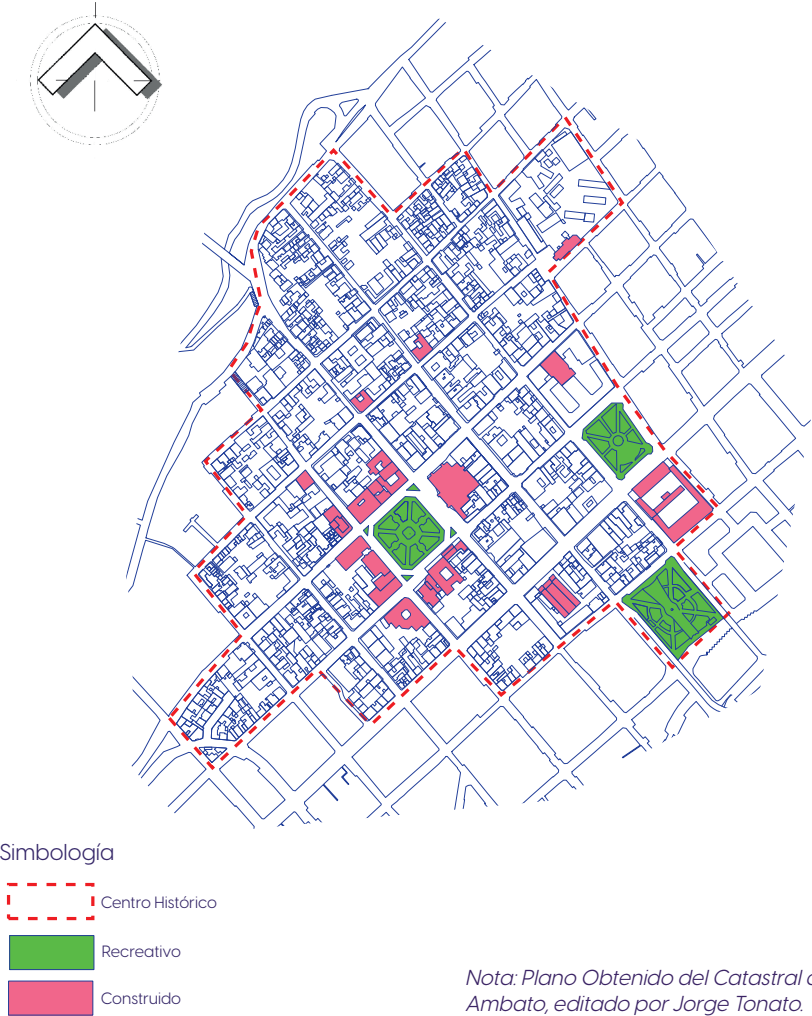 Simbología
Centro Histórico
Recreativo
Construido
Nota: Plano Obtenido del Catastral
Ambato, editado por Jorge Tonato.